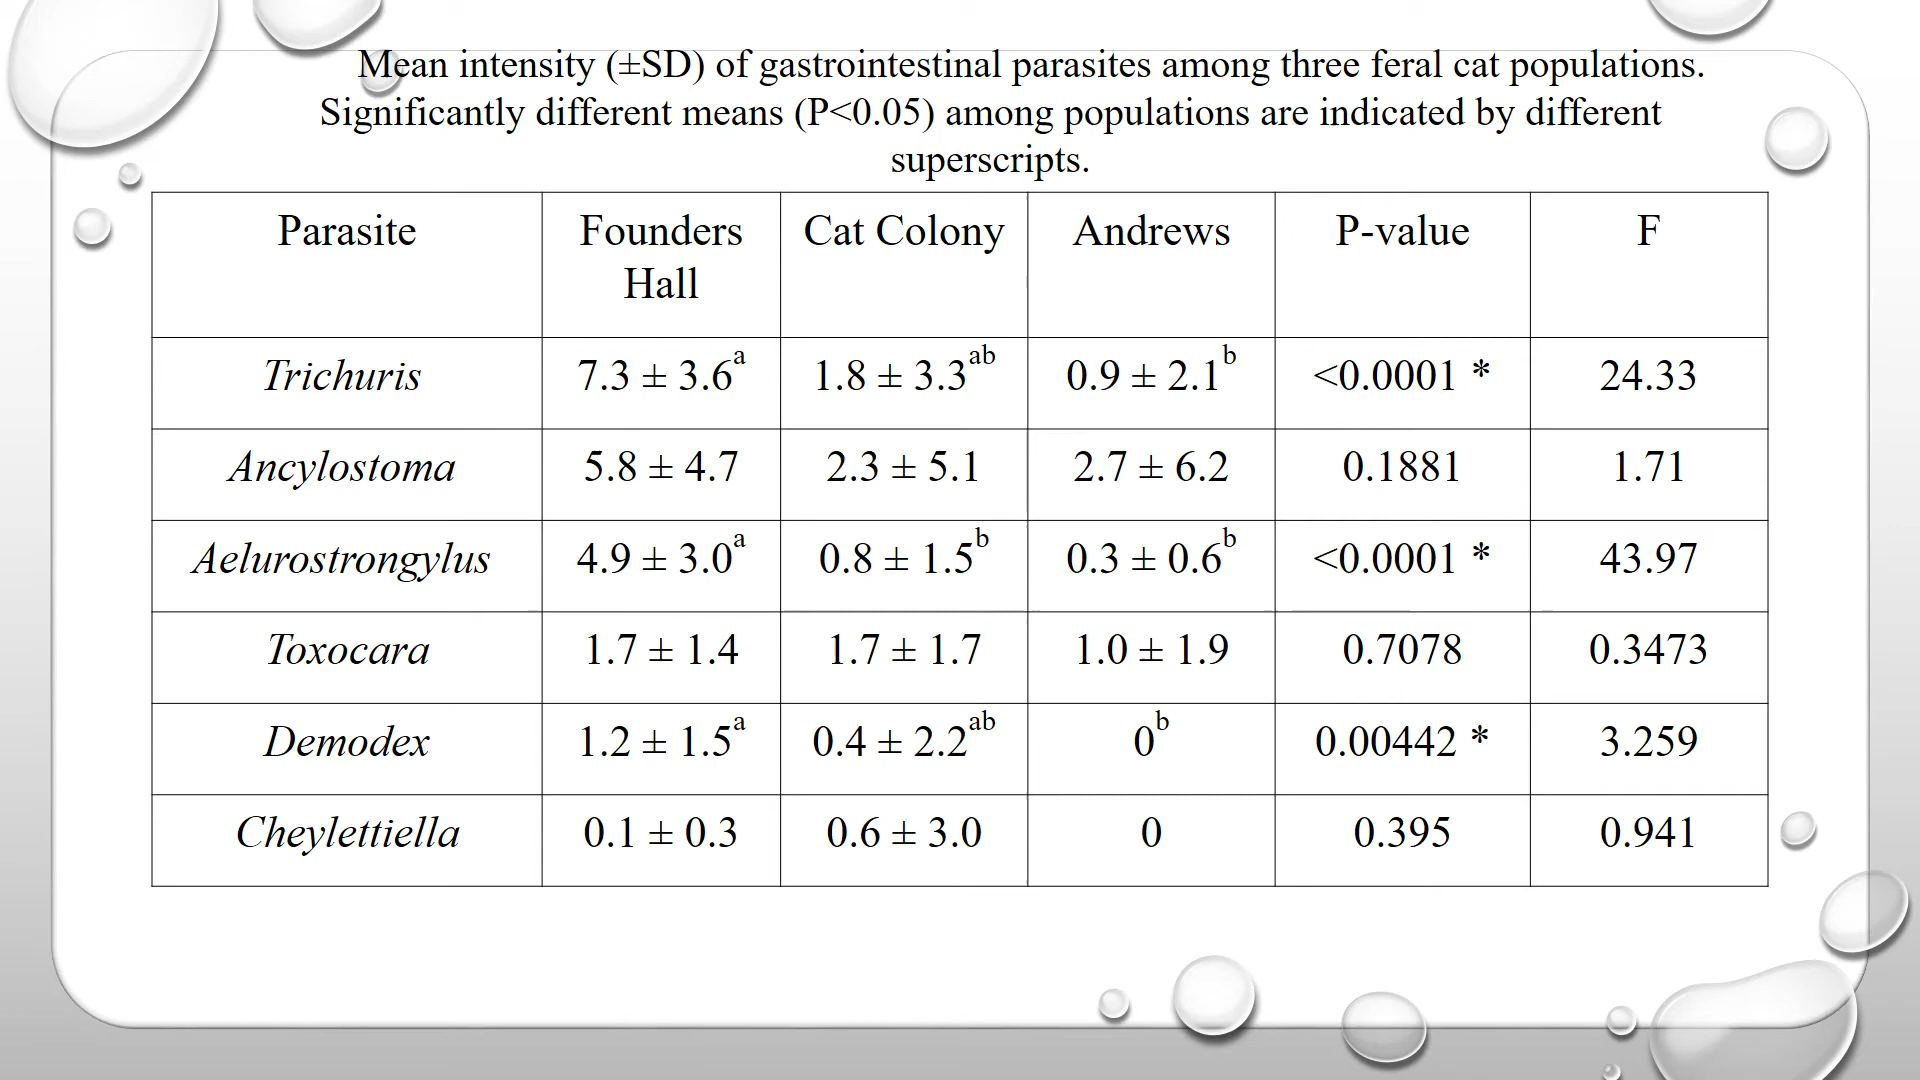 Mean intensity (±SD) of gastrointestinal parasites among three feral cat populations.
Significantly different means (P<0.05) among populations are indicated by different
superscripts.
Parasite Founders Hall Cat Colony Andrews P-value F
Trichuris 7.3 ± 3.6ᵃ 1.8 ± 3.3ᵃᵇ 0.9 ± 2.1ᵇ <0.0001 * 24.33
Ancylostoma 5.8 ± 4.7 2.3 ± 5.1 2.7 ± 6.2 0.1881 1.71
Aelurostrongylus 4.9 ± 3.0ᵃ 0.8 ± 1.5ᵇ 0.3 ± 0.6ᵇ <0.0001 * 43.97
Toxocara 1.7 ± 1.4 1.7 ± 1.7 1.0 ± 1.9 0.7078 0.3473
Demodex 1.2 ± 1.5ᵃ 0.4 ± 2.2ᵃᵇ 0ᵇ 0.00442 * 3.259
Cheylettiella 0.1 ± 0.3 0.6 ± 3.0 0 0.395 0.941